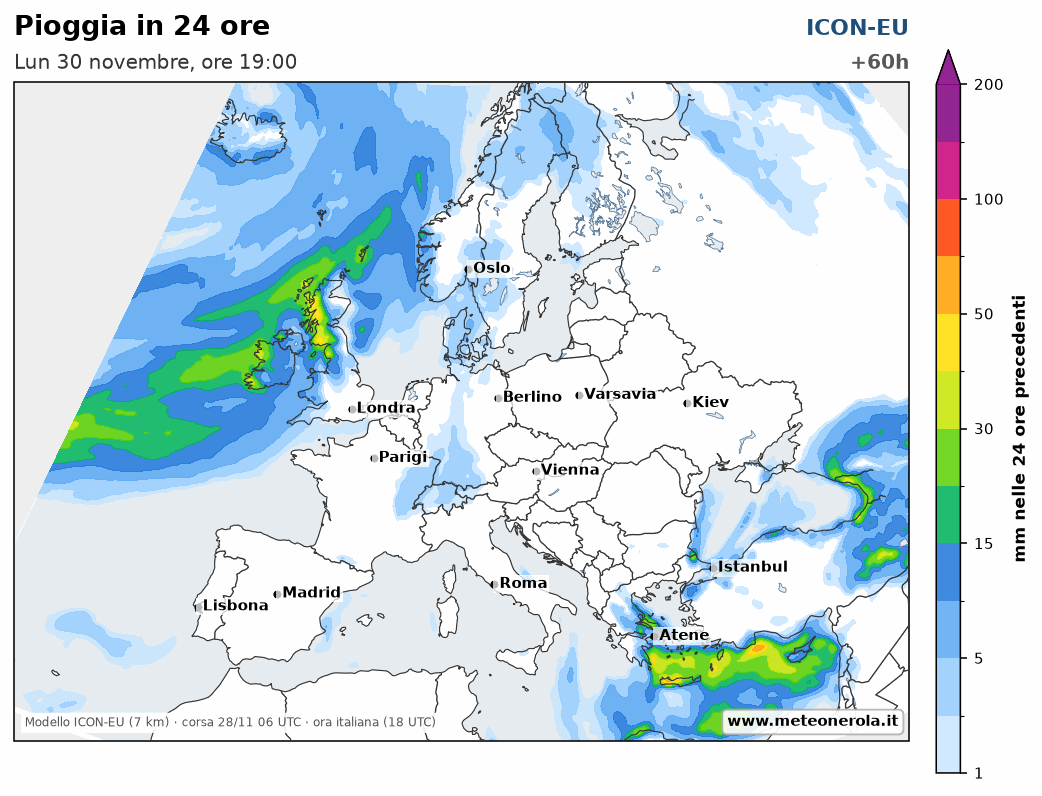 Pioggia in 24 ore
ICON-EU
Lun 30 novembre, ore 19:00
+60h
200
100
50
30
15
5
1
mm nelle 24 ore precedenti
Oslo
Berlino
Varsavia
Kiev
Londra
Parigi
Vienna
Istanbul
Roma
Madrid
Lisbona
Atene
Modello ICON-EU (7 km) · corsa 28/11 06 UTC · ora italiana (18 UTC)
www.meteonerola.it